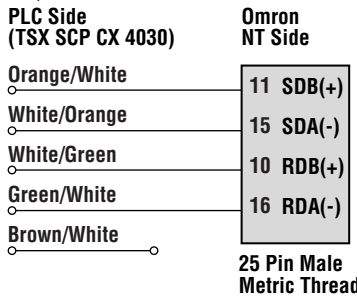 PLC Side
(TSX SCP CX 4030)
Omron
NT Side
Orange/White
11 SDB(+)
White/Orange
15 SDA(-)
White/Green
10 RDB(+)
Green/White
16 RDA(-)
Brown/White
25 Pin Male
Metric Thread